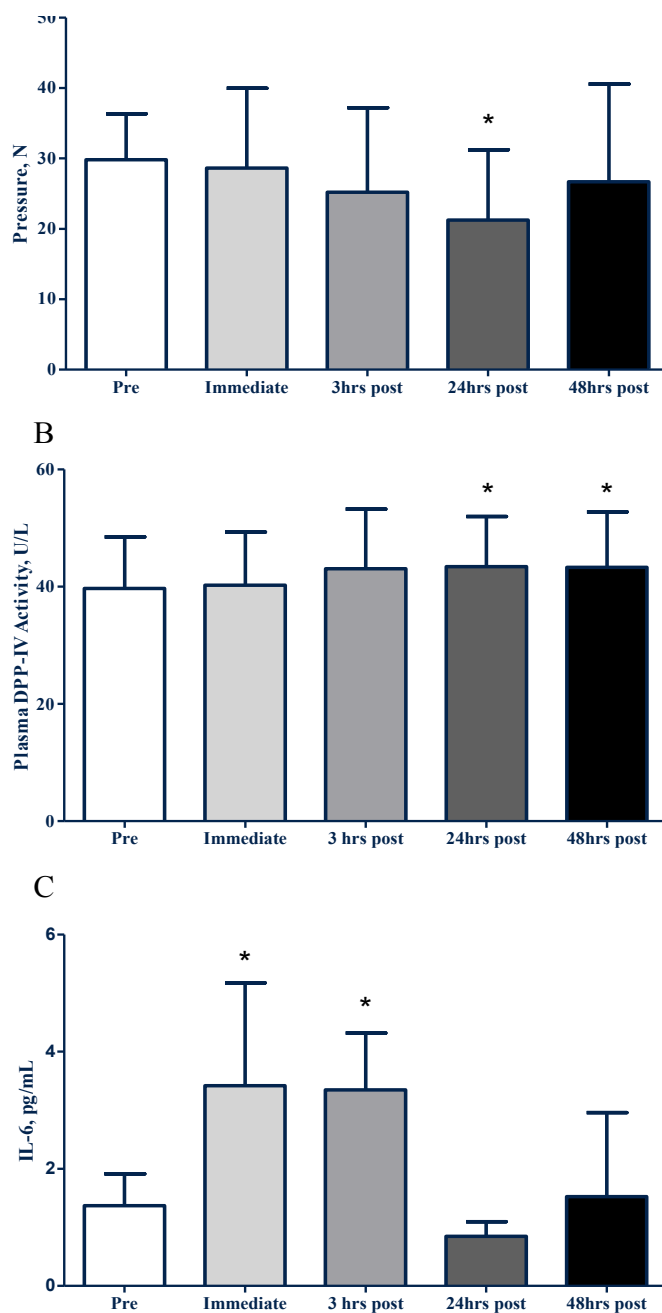 50
40
*
30
Pressure, N
20
10
0
Pre Immediate 3hrs post 24hrs post 48hrs post
B
60
* *
40
Plasma DPP-IV Activity, U/L
20
0
Pre Immediate 3 hrs post 24hrs post 48hrs post
C
6
*
*
4
IL-6, pg/mL
2
0
Pre Immediate 3 hrs post 24hrs post 48hrs post